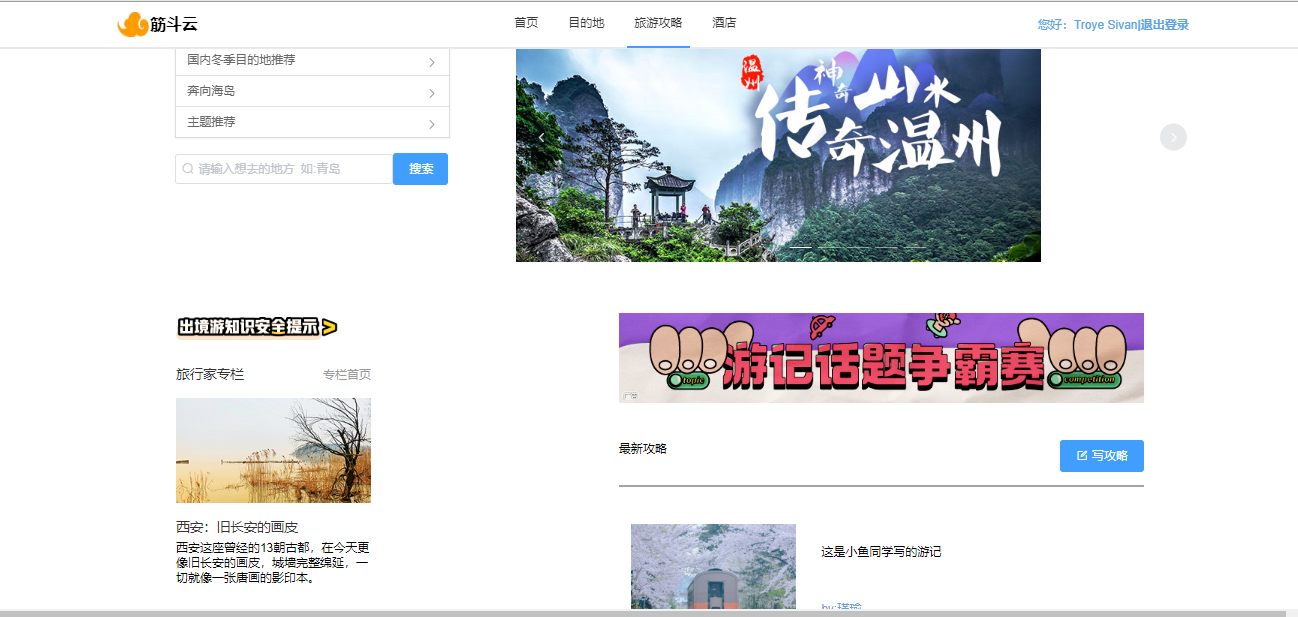 筋斗云
首页 目的地 旅游攻略 酒店
您好：Troye Sivan|退出登录
国内冬季目的地推荐
奔向海岛
主题推荐
请输入想去的地方 如:青岛
搜索
温州
神奇山水
传奇温州
出境游知识安全提示
旅行家专栏 专栏首页
西安：旧长安的画皮
西安这座曾经的13朝古都，在今天更
像旧长安的画皮，城墙完整绵延，一
切就像一张唐画的影印本。
游记话题争霸赛
topic
competition
广告
最新攻略
写攻略
这是小鱼同学写的游记
by:瑾瑜